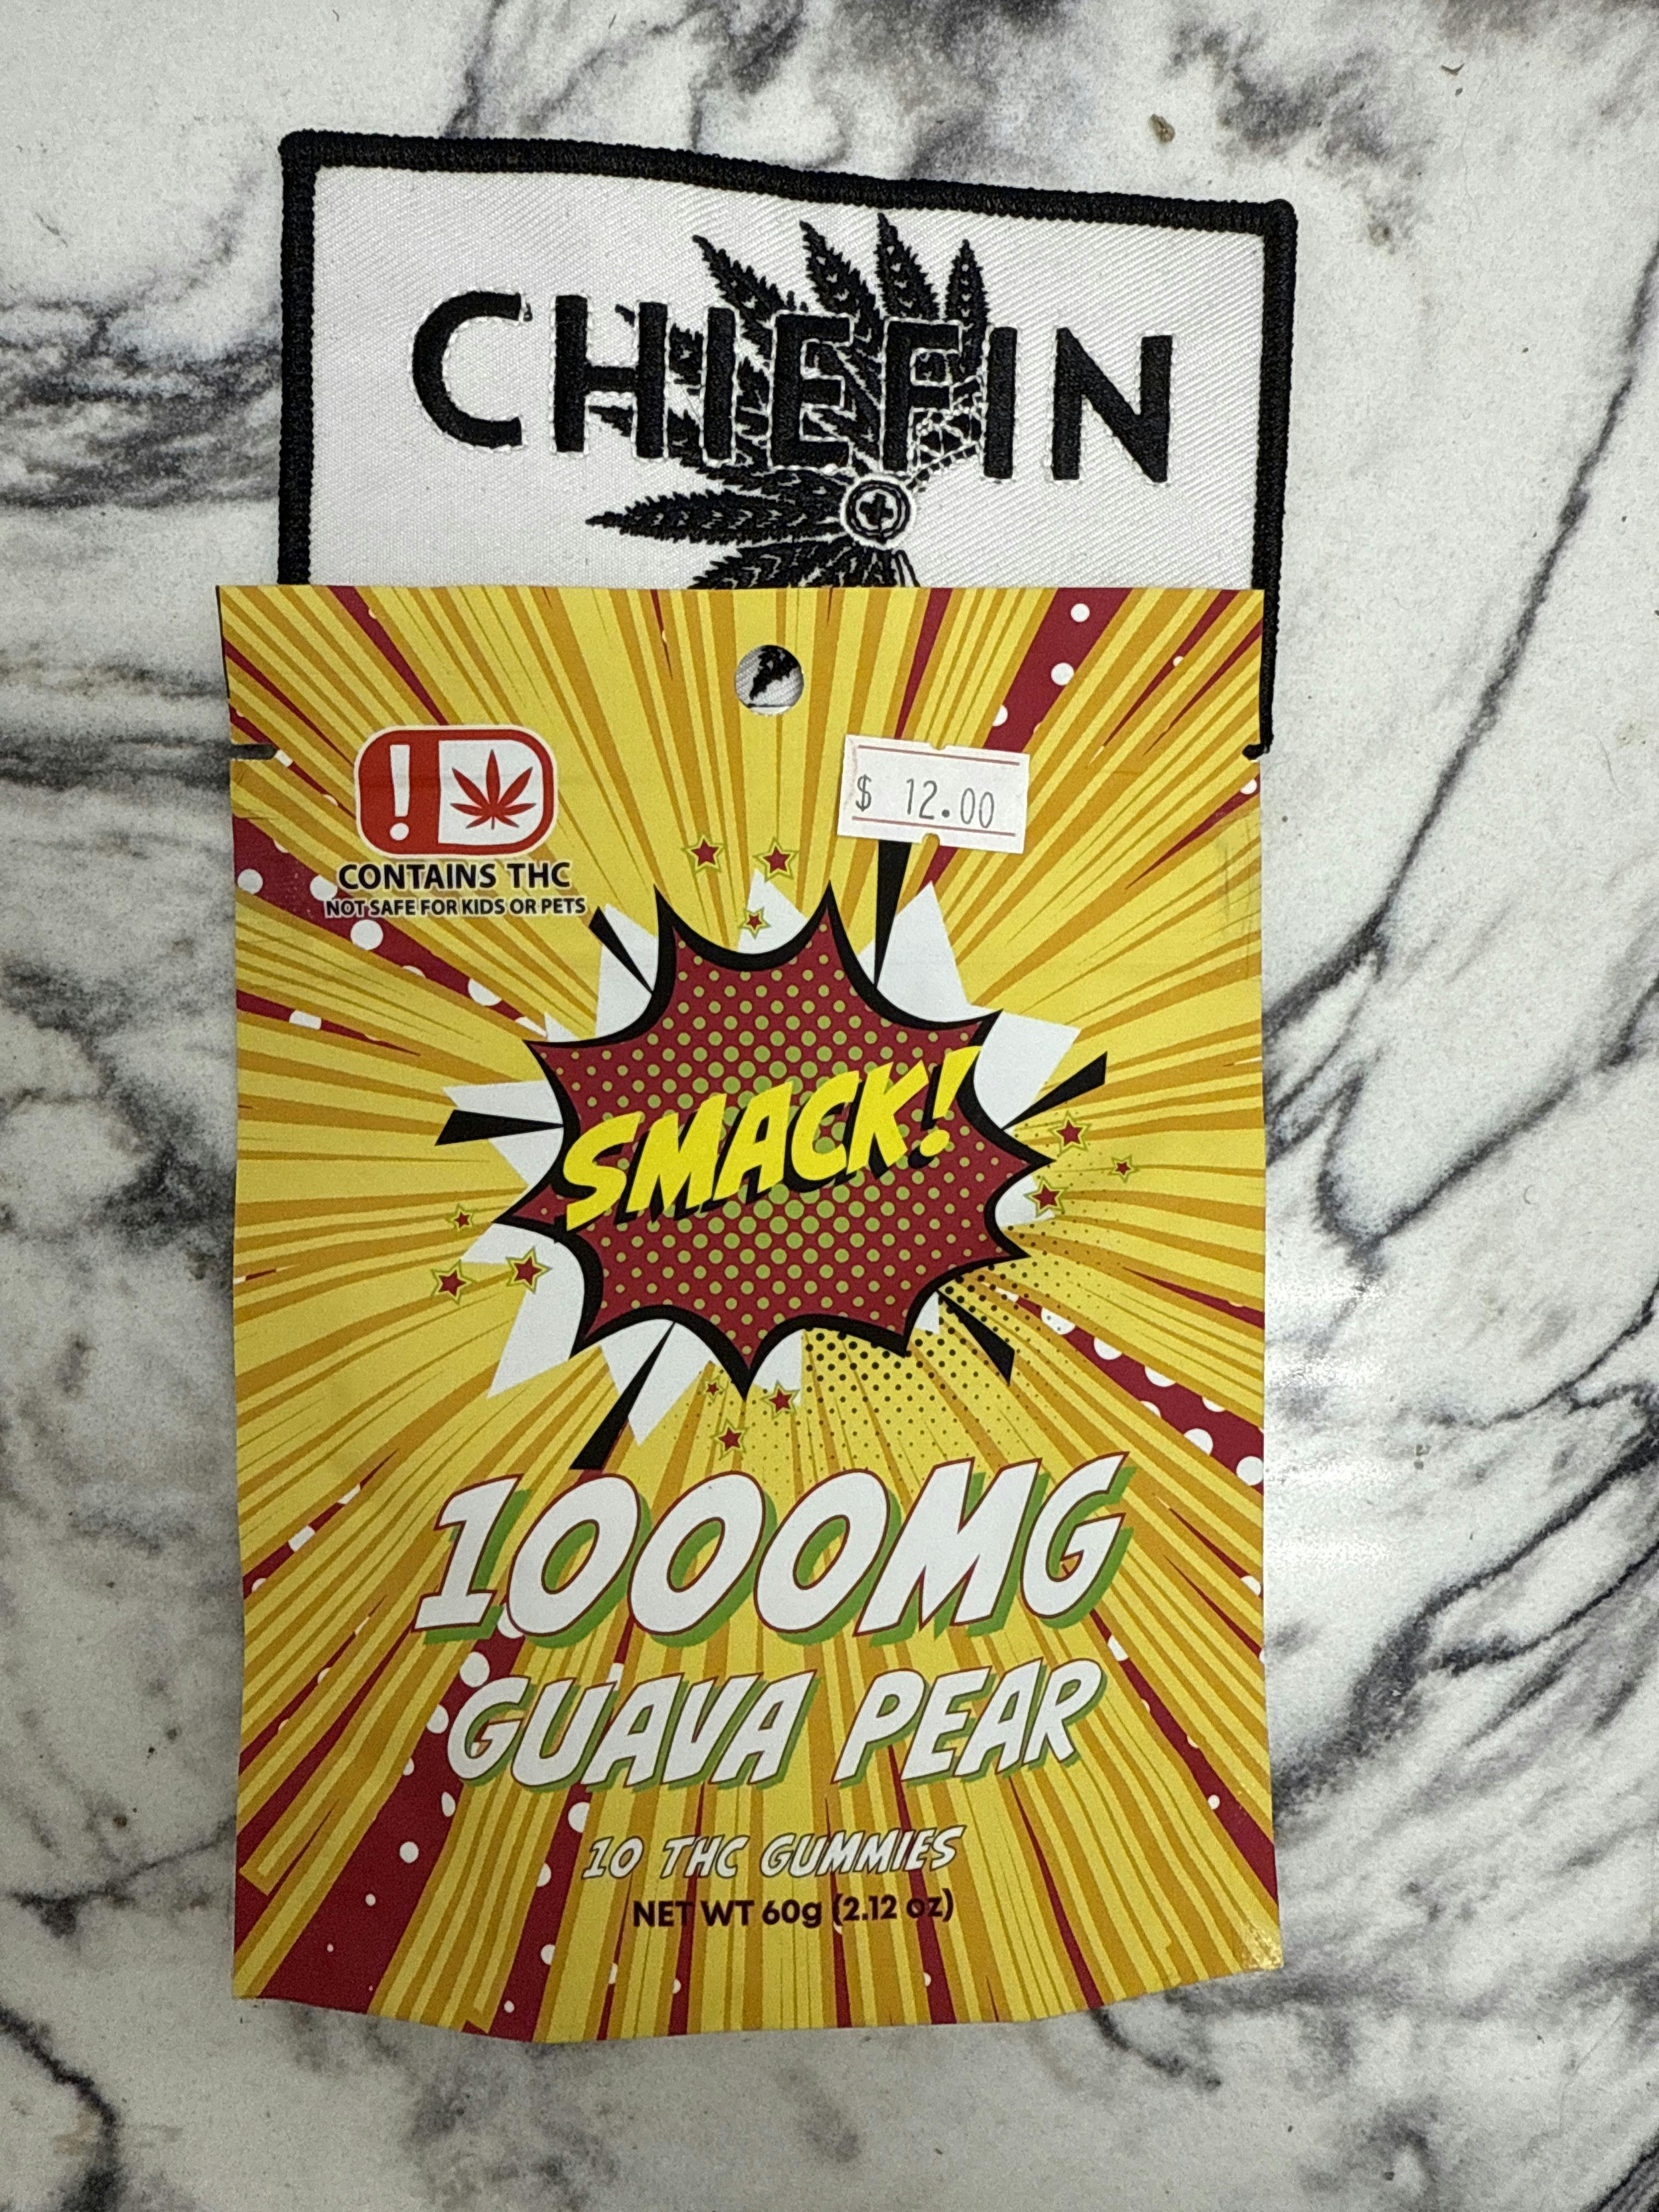 CHIEFIN
$ 12.00
!
CONTAINS THC
NOT SAFE FOR KIDS OR PETS
SMACK!
1000MG
GUAVA PEAR
10 THC GUMMIES
NET WT 60g (2.12 oz)